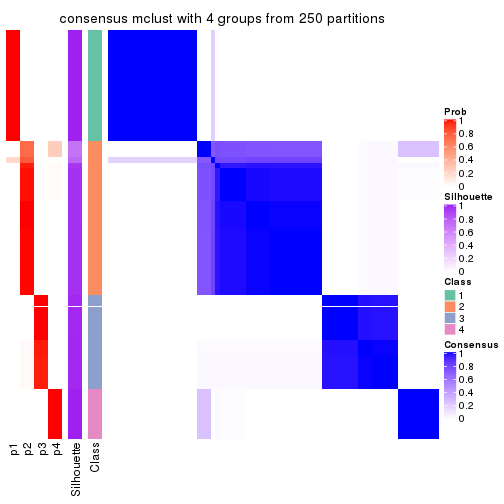 consensus mclust with 4 groups from 250 partitions
Prob
1
0.8
0.6
0.4
0.2
0
Silhouette
1
0.8
0.6
0.4
0.2
0
Class
1
2
3
4
Consensus
1
0.8
0.6
0.4
0.2
0
p1
p2
p3
p4
Silhouette
Class